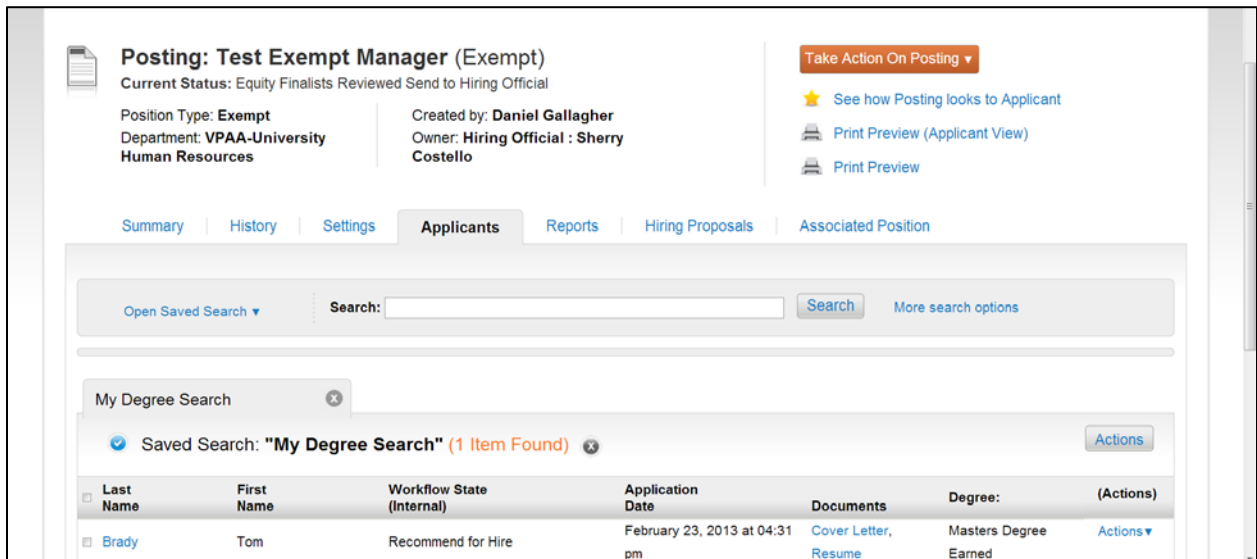 Posting: Test Exempt Manager (Exempt)
Current Status: Equity Finalists Reviewed Send to Hiring Official
Position Type: Exempt
Department: VPAA-University
Human Resources
Created by: Daniel Gallagher
Owner: Hiring Official : Sherry
Costello
Take Action On Posting ▾
See how Posting looks to Applicant
Print Preview (Applicant View)
Print Preview
Summary History Settings Applicants Reports Hiring Proposals Associated Position
Open Saved Search ▾ Search: Search More search options
My Degree Search
Saved Search: "My Degree Search" (1 Item Found) Actions
Last Name First Name Workflow State (Internal) Application Date Documents Degree: (Actions)
Brady Tom Recommend for Hire February 23, 2013 at 04:31 pm Cover Letter, Resume Masters Degree Earned Actions ▾